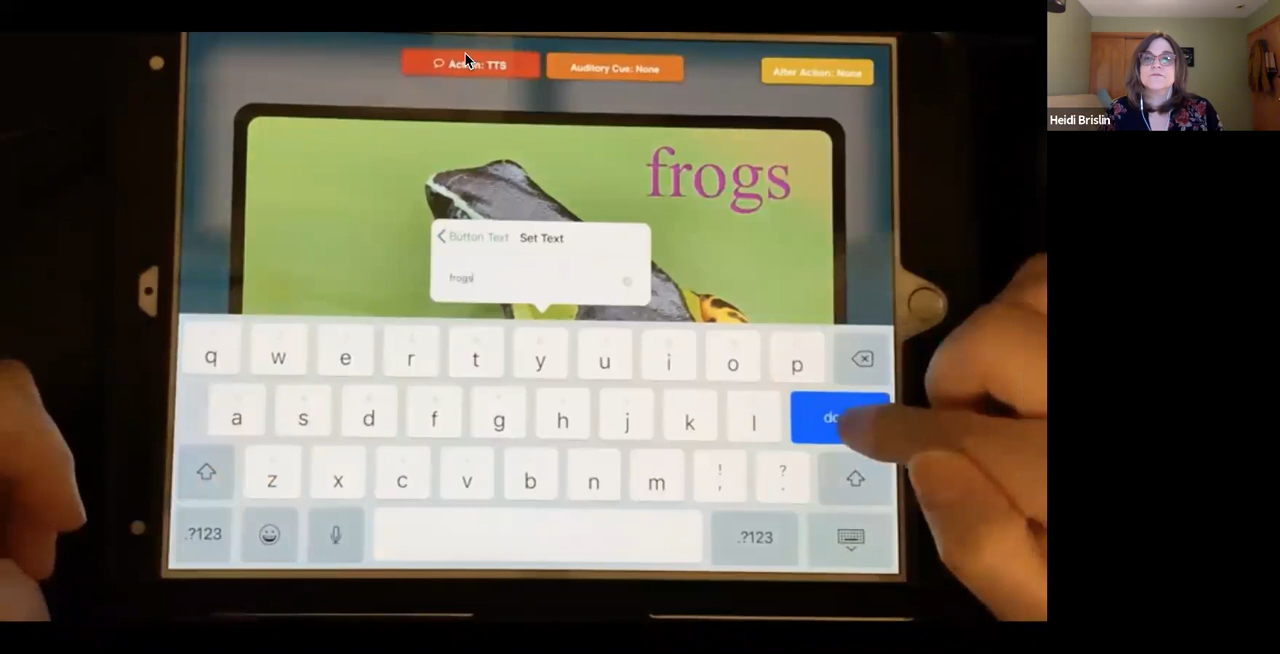 Action: TTS
Auditory Cue: None
After Action: None
Heidi Brislin
frogs
Button Text Set Text
frogs
q w e r t y u i o p
a s d f g h j k l
z x c v b n m ! , ? .
.?123 .?123